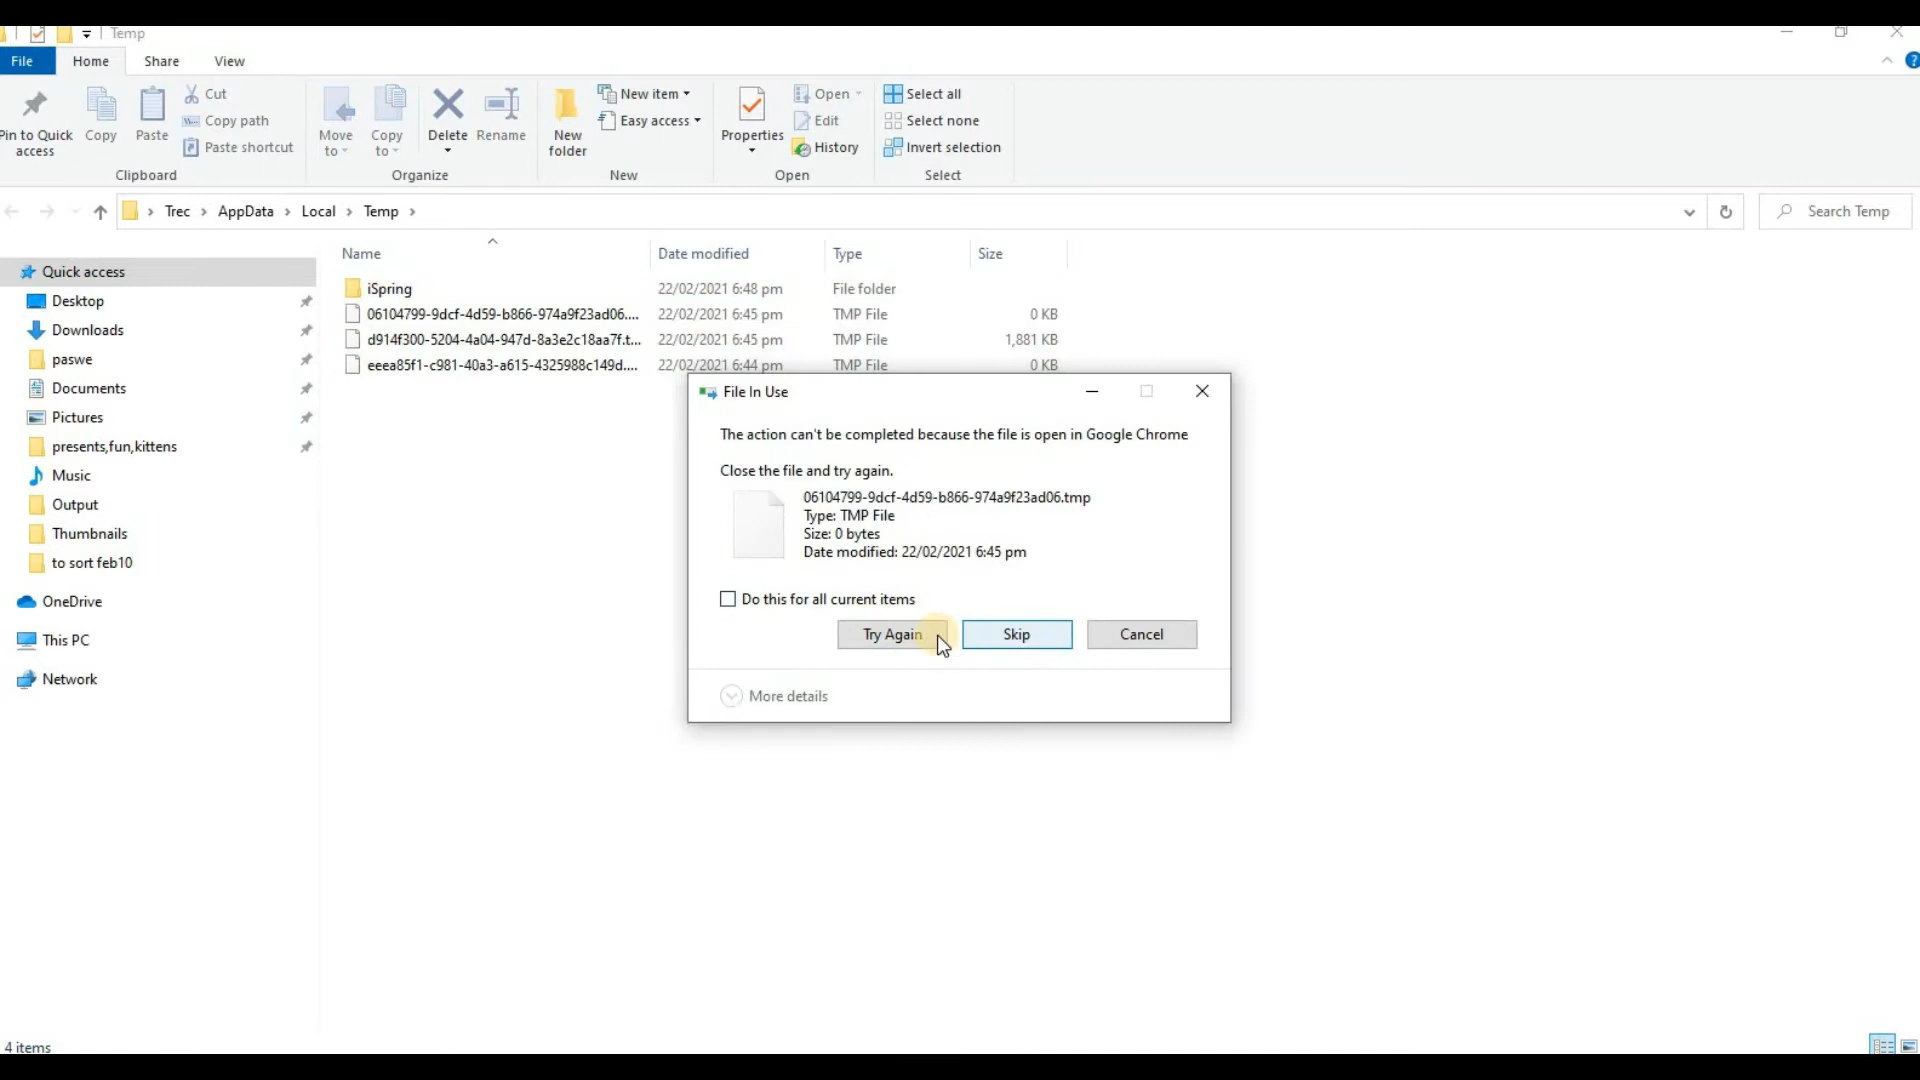 Temp
File
Home
Share
View
Pin to Quick access
Copy
Paste
Cut
Copy path
Paste shortcut
Clipboard
Move to
Copy to
Delete
Rename
Organize
New folder
New item
Easy access
New
Properties
Open
Edit
History
Open
Select all
Select none
Invert selection
Select
Trec > AppData > Local > Temp >
Search Temp
Name
Date modified
Type
Size
iSpring 22/02/2021 6:48 pm File folder
06104799-9dcf-4d59-b866-974a9f23ad06.... 22/02/2021 6:45 pm TMP File 0 KB
d914f300-5204-4a04-947d-8a3e2c18aa7f.t... 22/02/2021 6:45 pm TMP File 1,881 KB
eeea85f1-c981-40a3-a615-4325988c149d.... 22/02/2021 6:44 pm TMP File 0 KB
Quick access
Desktop
Downloads
paswe
Documents
Pictures
presents,fun,kittens
Music
Output
Thumbnails
to sort feb10
OneDrive
This PC
Network
File In Use
The action can't be completed because the file is open in Google Chrome
Close the file and try again.
06104799-9dcf-4d59-b866-974a9f23ad06.tmp
Type: TMP File
Size: 0 bytes
Date modified: 22/02/2021 6:45 pm
Do this for all current items
Try Again
Skip
Cancel
More details
4 items